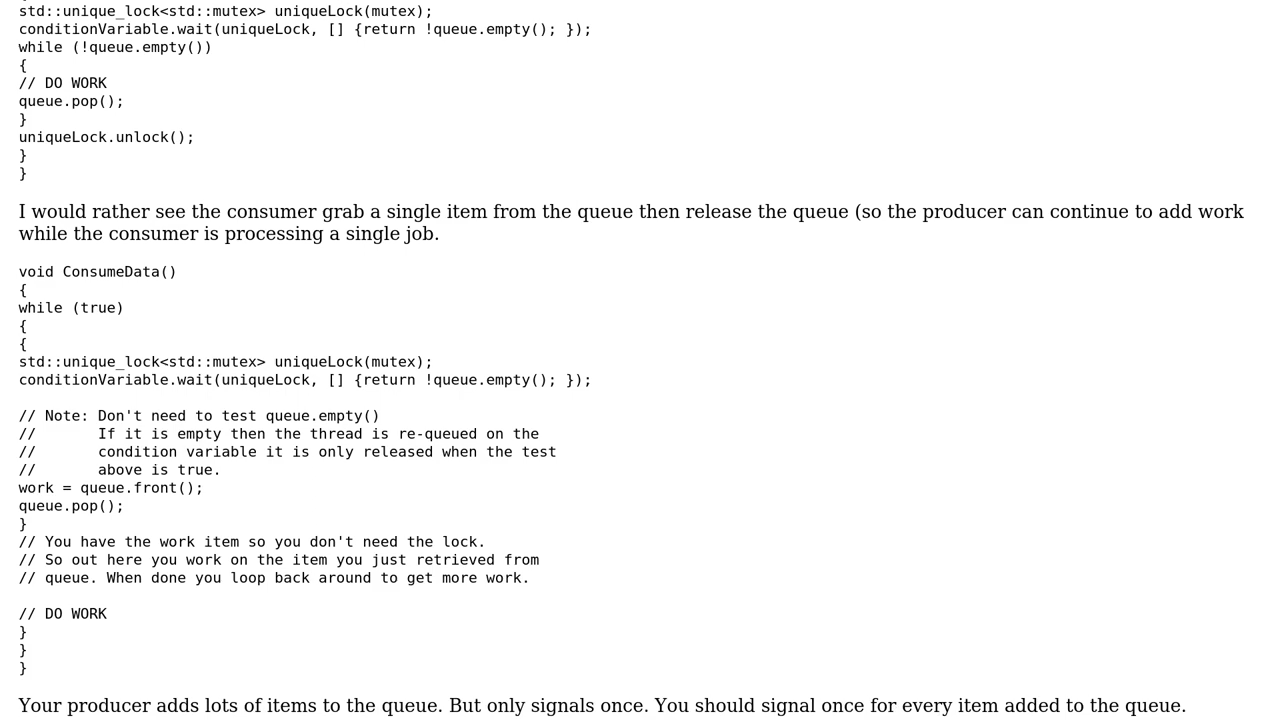 std::unique_lock<std::mutex> uniqueLock(mutex);
conditionVariable.wait(uniqueLock, [] {return !queue.empty(); });
while (!queue.empty())
{
// DO WORK
queue.pop();
}
uniqueLock.unlock();
}
}
I would rather see the consumer grab a single item from the queue then release the queue (so the producer can continue to add work
while the consumer is processing a single job.
void ConsumeData()
{
while (true)
{
{
std::unique_lock<std::mutex> uniqueLock(mutex);
conditionVariable.wait(uniqueLock, [] {return !queue.empty(); });
// Note: Don't need to test queue.empty()
//       If it is empty then the thread is re-queued on the
//       condition variable it is only released when the test
//       above is true.
work = queue.front();
queue.pop();
}
// You have the work item so you don't need the lock.
// So out here you work on the item you just retrieved from
// queue. When done you loop back around to get more work.
// DO WORK
}
}
}
Your producer adds lots of items to the queue. But only signals once. You should signal once for every item added to the queue.